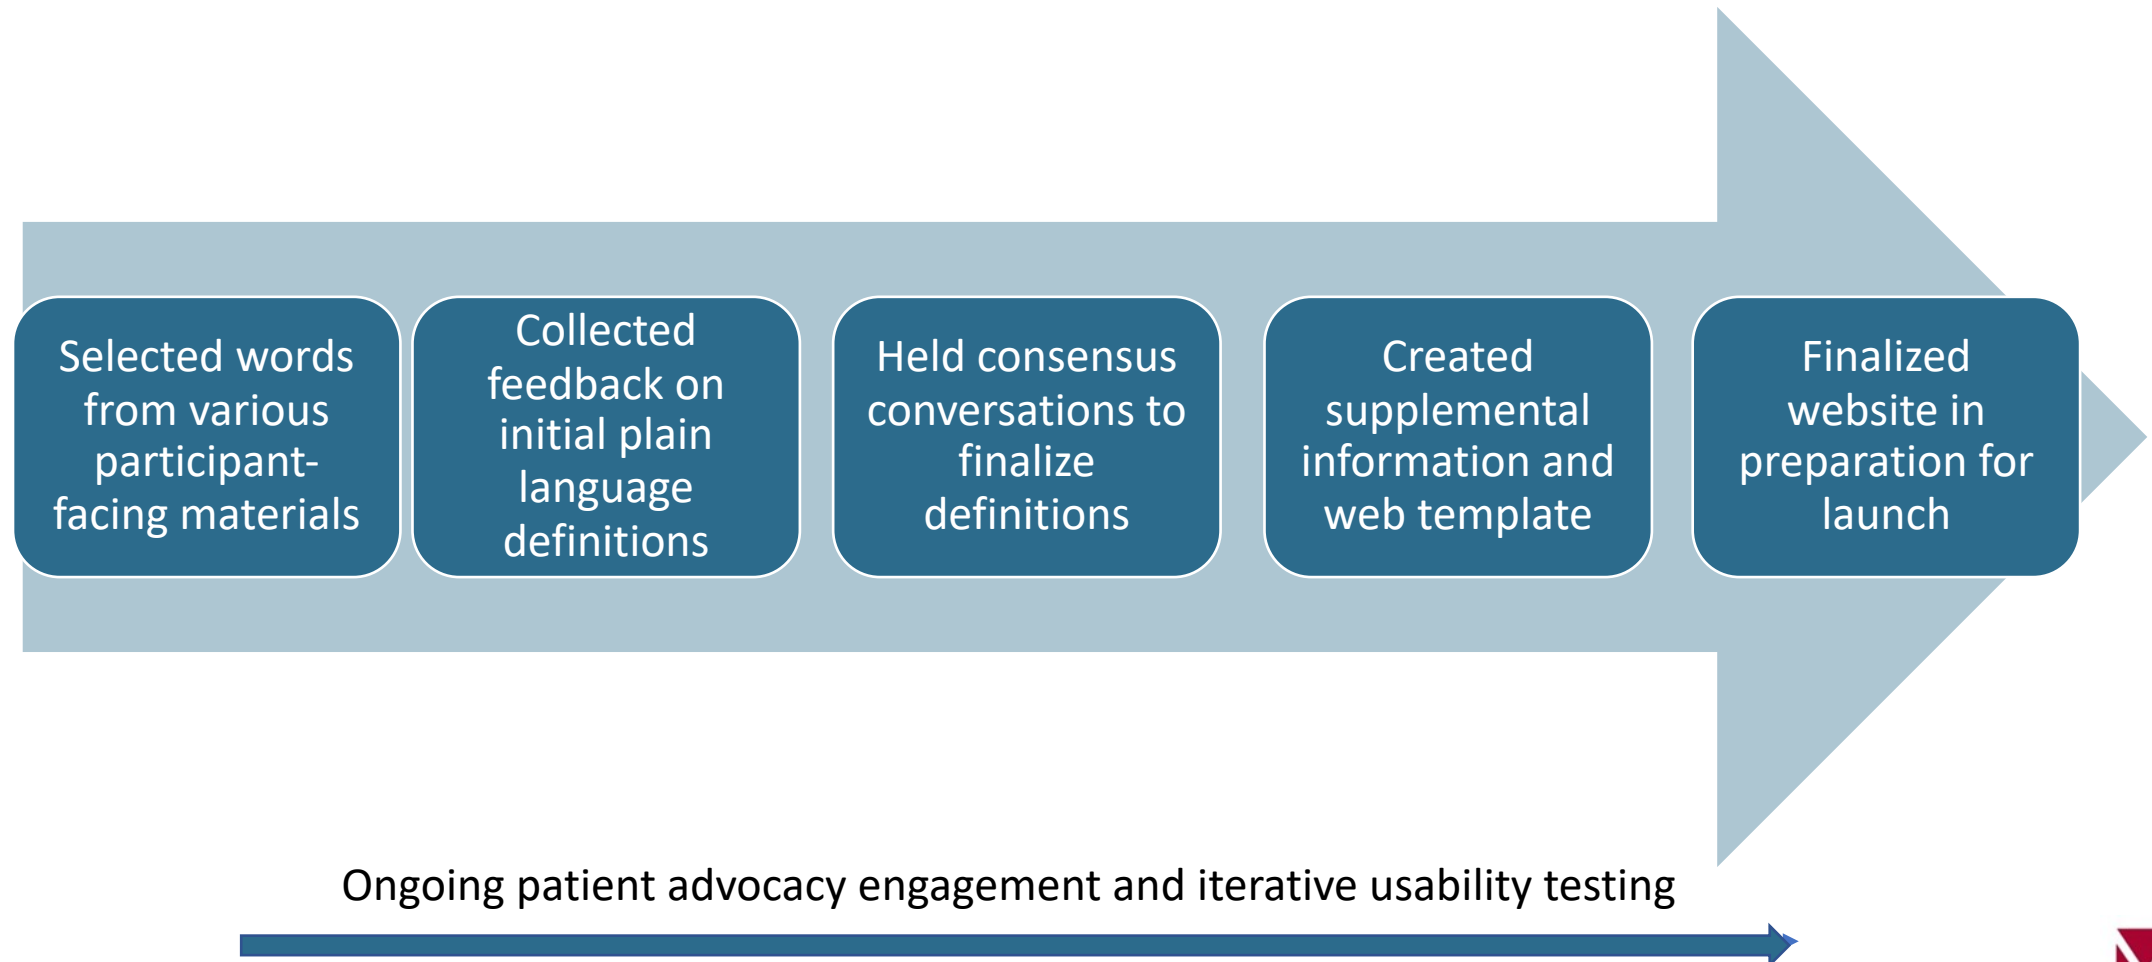 Selected words
from various
participant-
facing materials
Collected
feedback on
initial plain
language
definitions
Held consensus
conversations to
finalize
definitions
Created
supplemental
information and
web template
Finalized
website in
preparation for
launch
Ongoing patient advocacy engagement and iterative usability testing